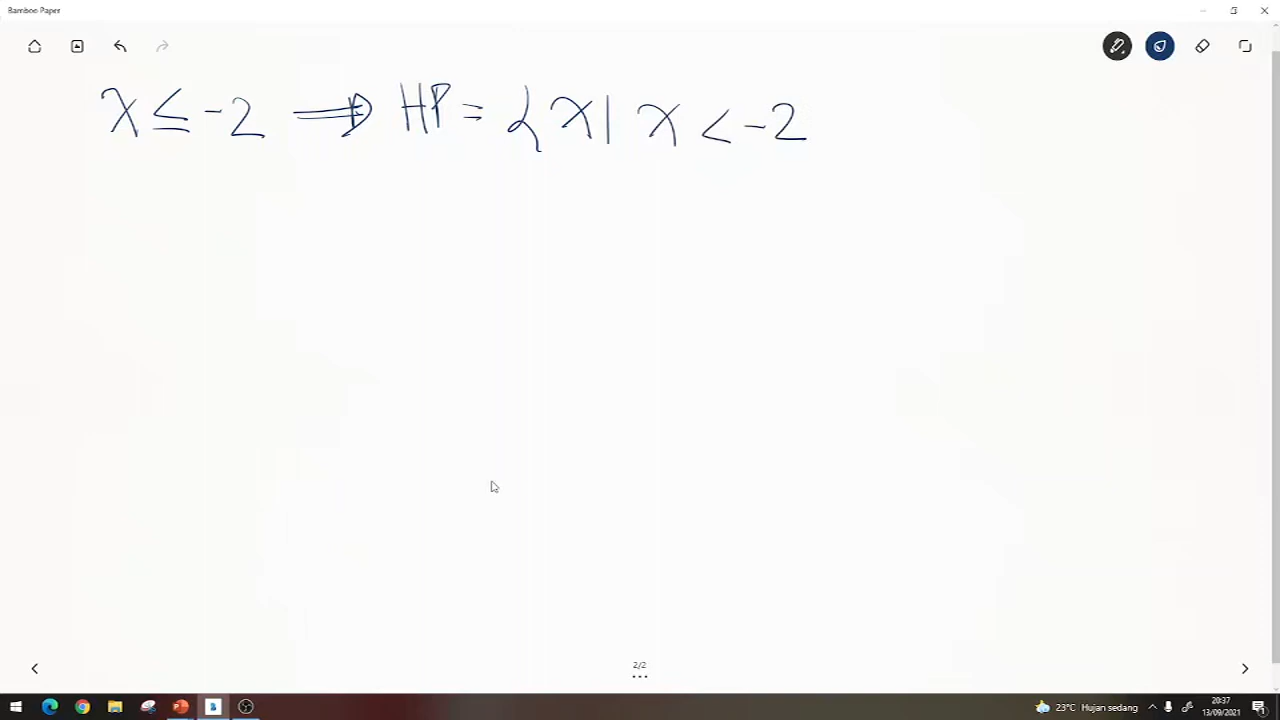 Bamboo Paper
x ≤ -2 ⟹ HP = { x | x < -2
2/2
23°C Hujan sedang
20:37
13/09/2021